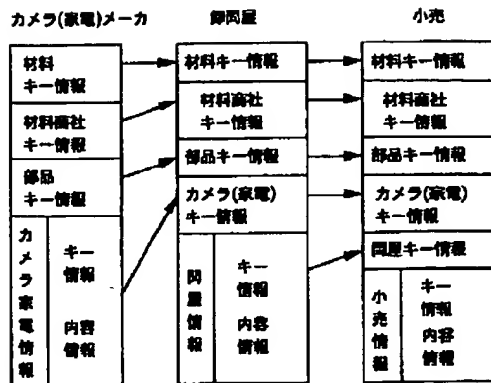 カメラ(家電)メーカ
卸問屋
小売
材料
キー情報
材料商社
キー情報
部品
キー情報
カメラ家電情報
キー
情報
内容
情報
材料キー情報
材料商社
キー情報
部品キー情報
カメラ(家電)
キー情報
問屋情報
キー
情報
内容
情報
材料キー情報
材料商社
キー情報
部品キー情報
カメラ(家電)
キー情報
問屋キー情報
小売情報
キー
情報
内容
情報